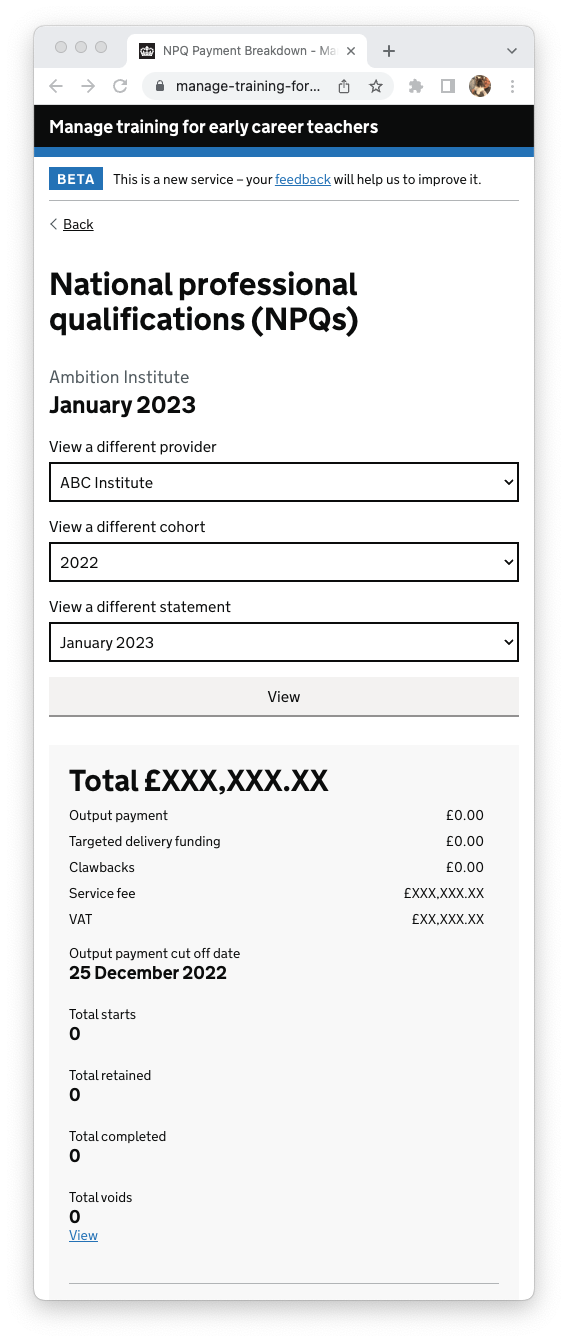 NPQ Payment Breakdown - Ma
manage-training-for...
Manage training for early career teachers
BETA This is a new service – your feedback will help us to improve it.
Back
National professional
qualifications (NPQs)
Ambition Institute
January 2023
View a different provider
ABC Institute
View a different cohort
2022
View a different statement
January 2023
View
Total £XXX,XXX.XX
Output payment £0.00
Targeted delivery funding £0.00
Clawbacks £0.00
Service fee £XXX,XXX.XX
VAT £XX,XXX.XX
Output payment cut off date
25 December 2022
Total starts
0
Total retained
0
Total completed
0
Total voids
0
View